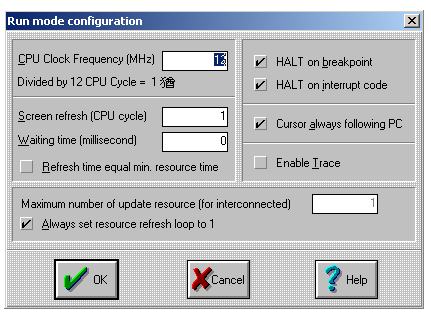 Run mode configuration
CPU Clock Frequency (MHz) 12
Divided by 12 CPU Cycle = 1
Screen refresh (CPU cycle) 1
Waiting time (millisecond) 0
Refresh time equal min. resource time
HALT on breakpoint
HALT on interrupt code
Cursor always following PC
Enable Trace
Maximum number of update resource (for interconnected) 1
Always set resource refresh loop to 1
OK
Cancel
Help